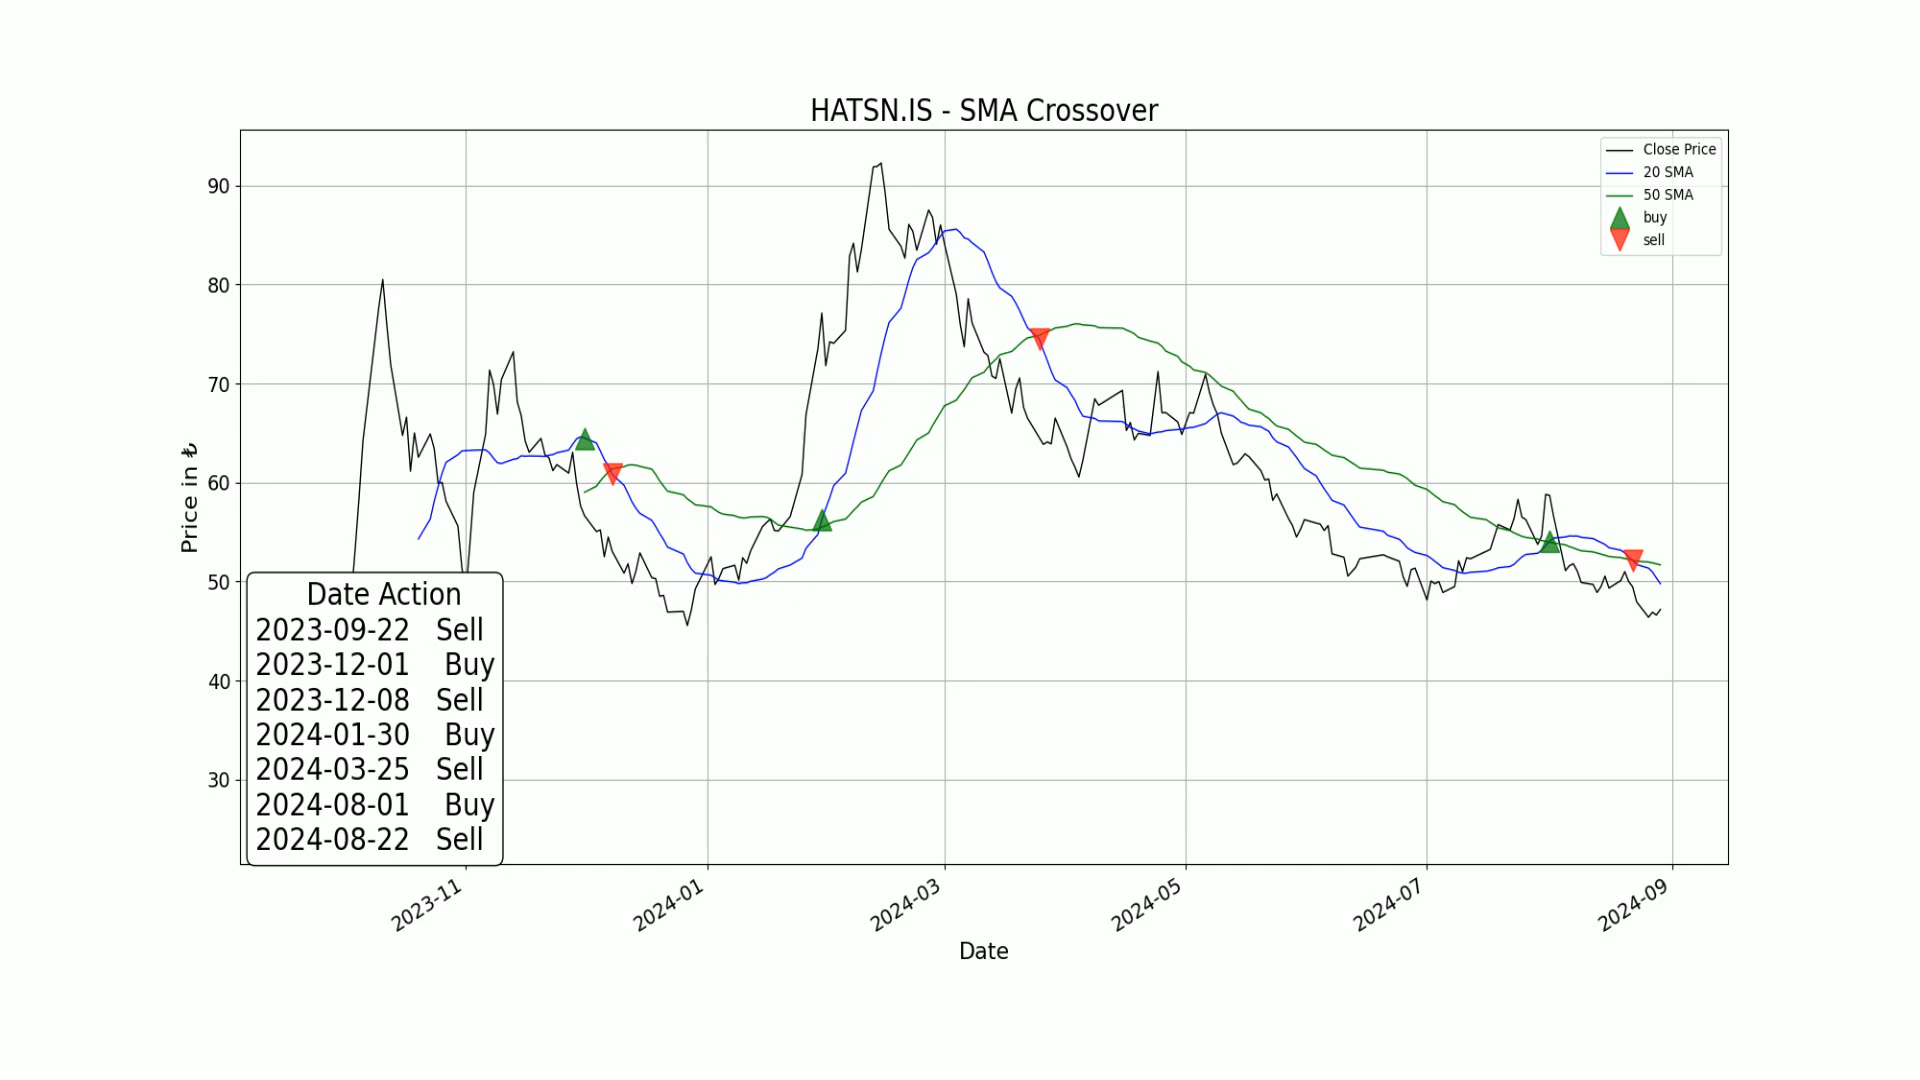 HATSN.IS - SMA Crossover
Close Price
20 SMA
50 SMA
buy
sell
90
80
70
60
50
40
30
Price in ₺
Date Action
2023-09-22 Sell
2023-12-01 Buy
2023-12-08 Sell
2024-01-30 Buy
2024-03-25 Sell
2024-08-01 Buy
2024-08-22 Sell
2023-11
2024-01
2024-03
2024-05
2024-07
2024-09
Date